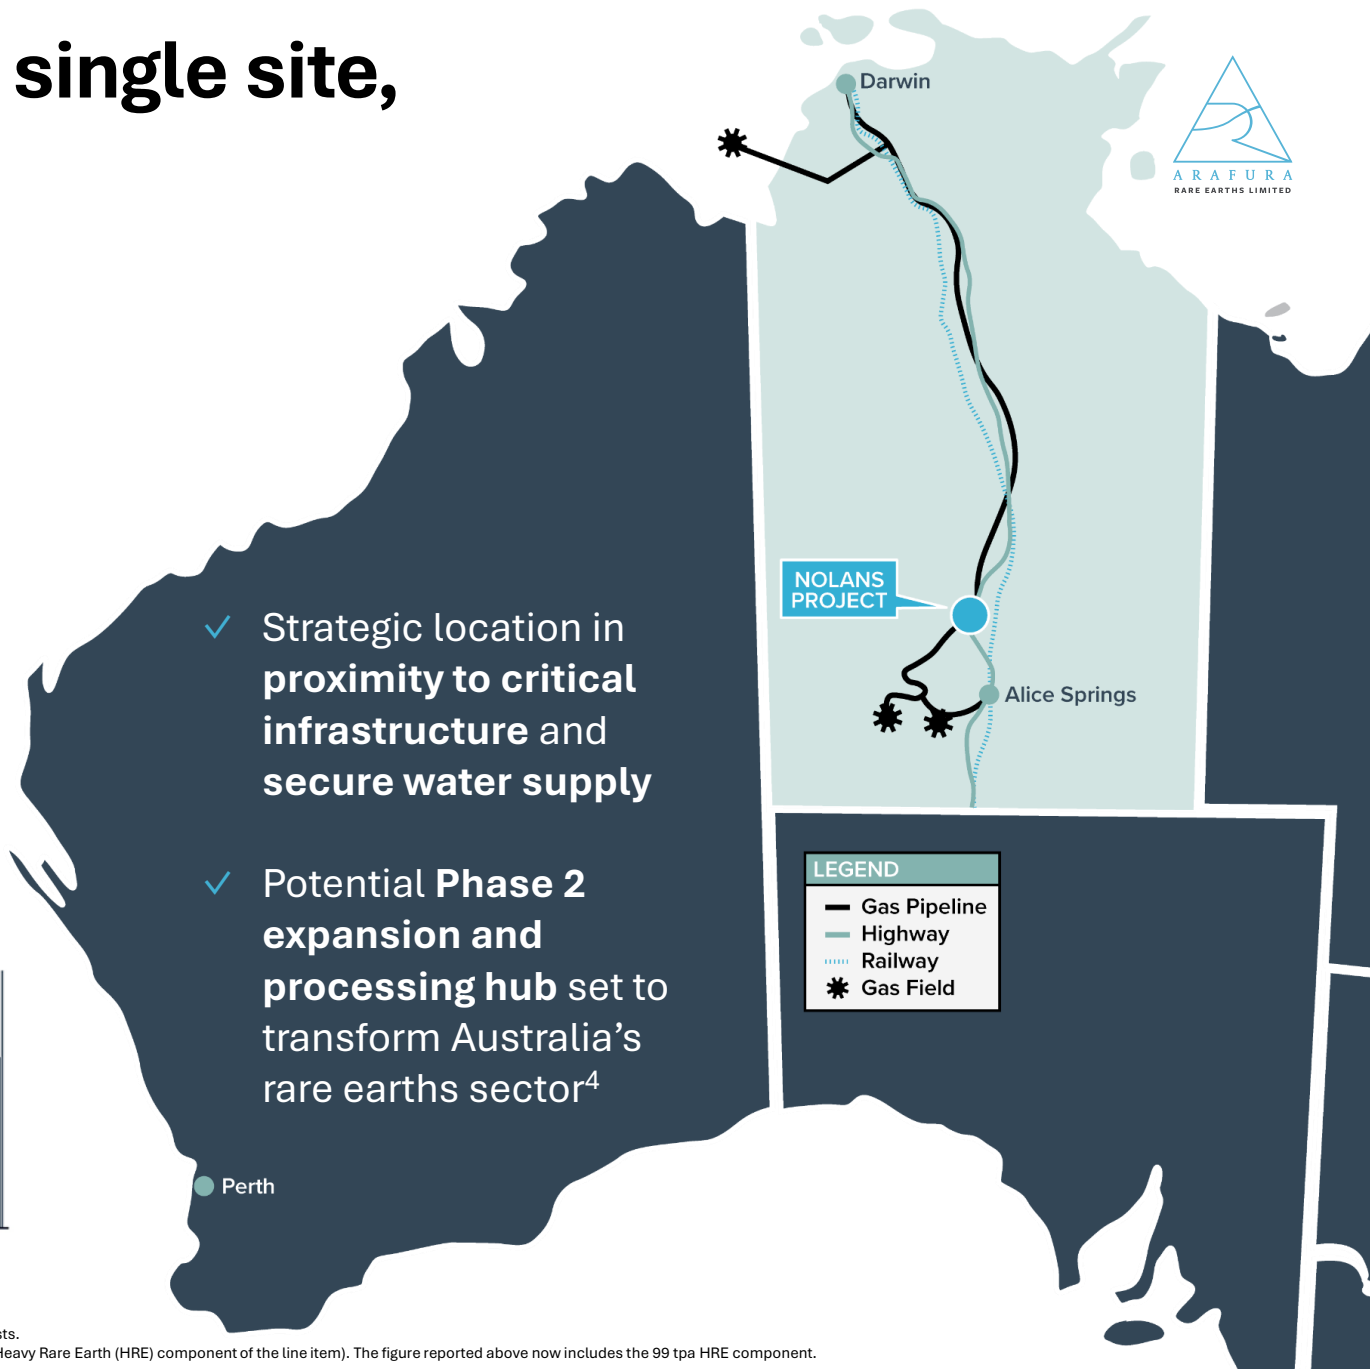 single site,
Darwin
ARAFURA
RARE EARTHS LIMITED
NOLANS
PROJECT
Strategic location in
proximity to critical
infrastructure and
secure water supply
Alice Springs
Potential Phase 2
expansion and
processing hub set to
transform Australia’s
rare earths sector⁴
LEGEND
Gas Pipeline
Highway
Railway
Gas Field
Perth
sts.
Heavy Rare Earth (HRE) component of the line item). The figure reported above now includes the 99 tpa HRE component.